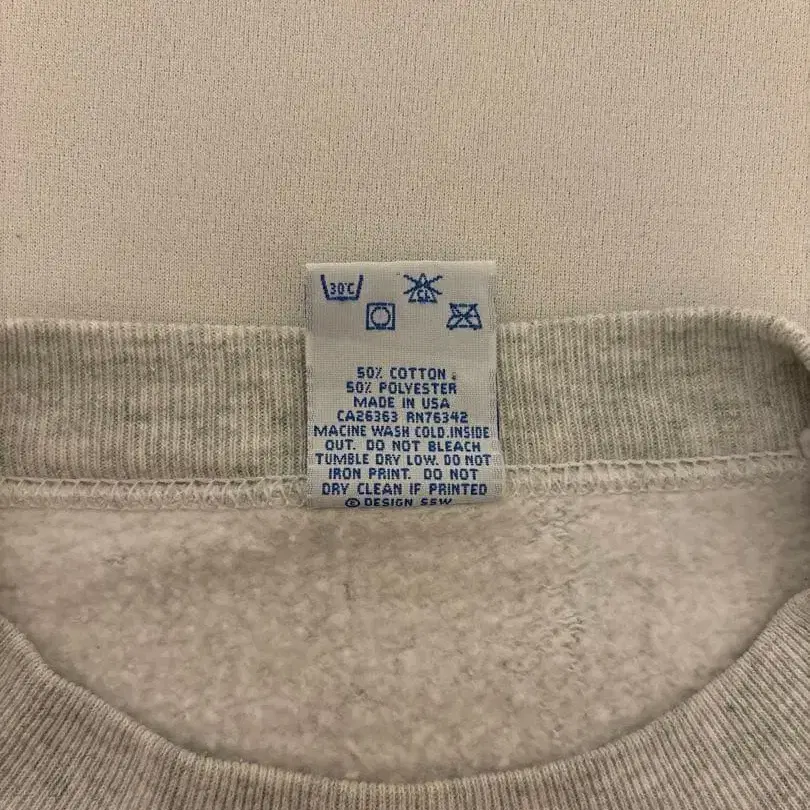 30°C
CL
50% COTTON
50% POLYESTER
MADE IN USA
CA26363 RN76342
MACINE WASH COLD.INSIDE
OUT. DO NOT BLEACH
TUMBLE DRY LOW. DO NOT
IRON PRINT. DO NOT
DRY CLEAN IF PRINTED
© DESIGN SSW